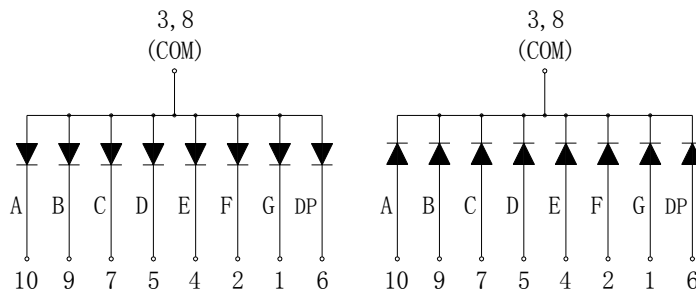 3,8 3,8
(COM) (COM)
A B C D E F G DP A B C D E F G DP
10 9 7 5 4 2 1 6 10 9 7 5 4 2 1 6